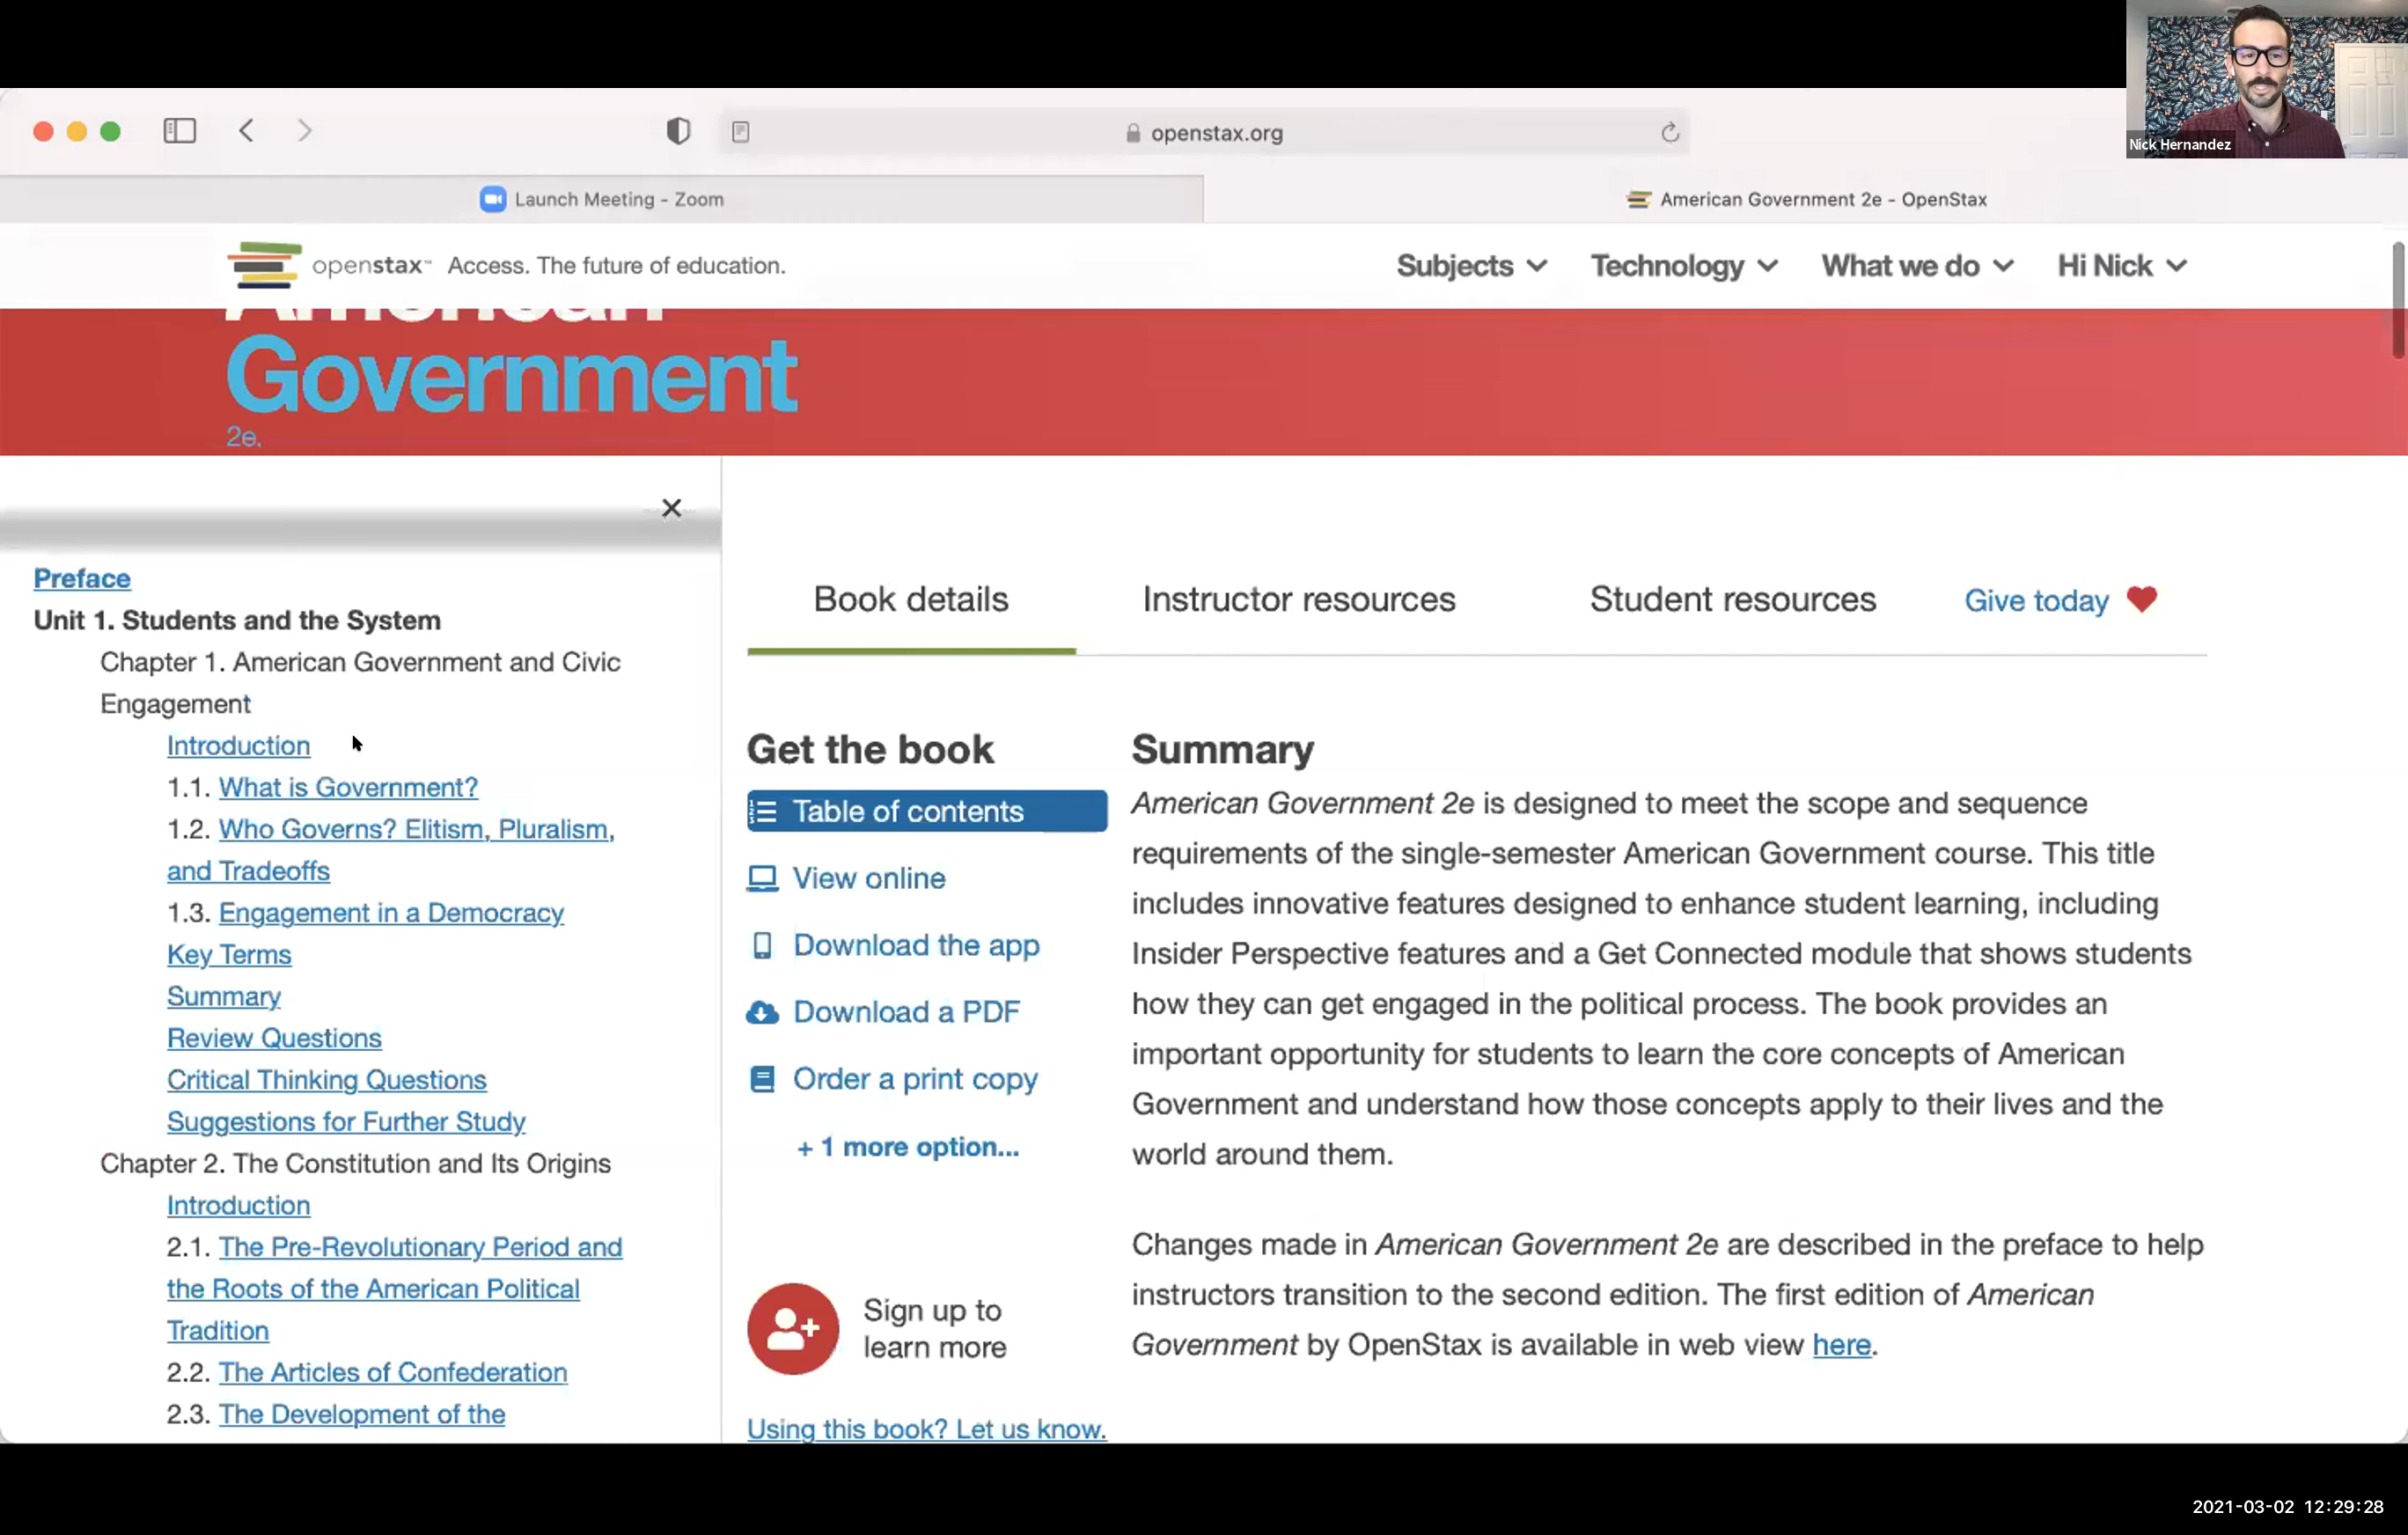 Nick Hernandez
openstax.org
Launch Meeting - Zoom
American Government 2e - OpenStax
openstax™ Access. The future of education.
Subjects
Technology
What we do
Hi Nick
American
Government
2e.
Preface
Unit 1. Students and the System
Chapter 1. American Government and Civic
Engagement
Introduction
1.1. What is Government?
1.2. Who Governs? Elitism, Pluralism,
and Tradeoffs
1.3. Engagement in a Democracy
Key Terms
Summary
Review Questions
Critical Thinking Questions
Suggestions for Further Study
Chapter 2. The Constitution and Its Origins
Introduction
2.1. The Pre-Revolutionary Period and
the Roots of the American Political
Tradition
2.2. The Articles of Confederation
2.3. The Development of the
Book details
Instructor resources
Student resources
Give today
Get the book
Table of contents
View online
Download the app
Download a PDF
Order a print copy
+ 1 more option...
Sign up to
learn more
Using this book? Let us know.
Summary
American Government 2e is designed to meet the scope and sequence
requirements of the single-semester American Government course. This title
includes innovative features designed to enhance student learning, including
Insider Perspective features and a Get Connected module that shows students
how they can get engaged in the political process. The book provides an
important opportunity for students to learn the core concepts of American
Government and understand how those concepts apply to their lives and the
world around them.
Changes made in American Government 2e are described in the preface to help
instructors transition to the second edition. The first edition of American
Government by OpenStax is available in web view here.
2021-03-02 12:29:28